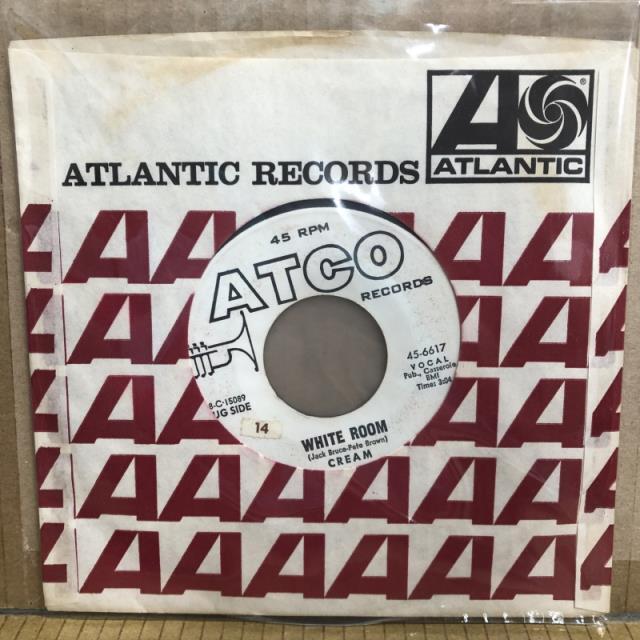 ATLANTIC RECORDS
ATLANTIC
®
45 RPM
ATCO
RECORDS
45-6617
VOCAL
Pub., Casserole
BMI
Time: 3:04
8-C-15089
UG SIDE
14
WHITE ROOM
(Jack Bruce-Pete Brown)
CREAM